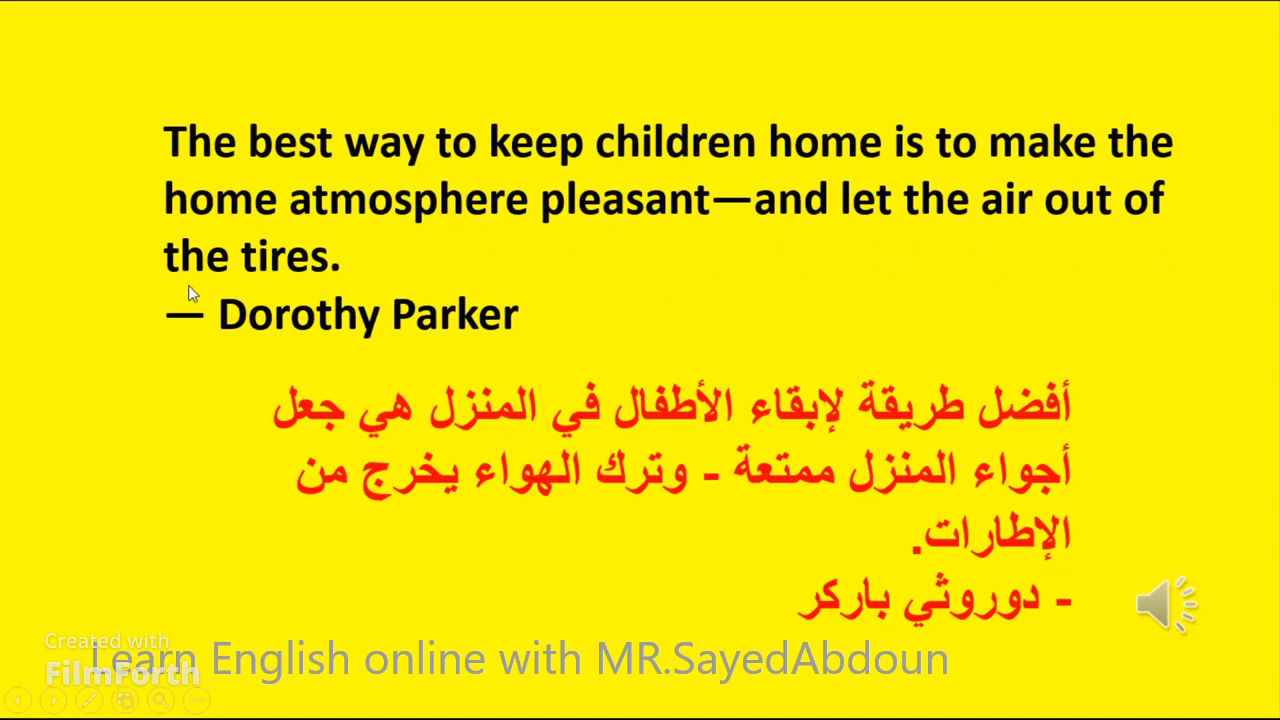 The best way to keep children home is to make the
home atmosphere pleasant—and let the air out of
the tires.
— Dorothy Parker
أفضل طريقة لإبقاء الأطفال في المنزل هي جعل
أجواء المنزل ممتعة - وترك الهواء يخرج من
الإطارات.
- دوروثي باركر
Created with
FilmForth
Learn English online with MR.SayedAbdoun